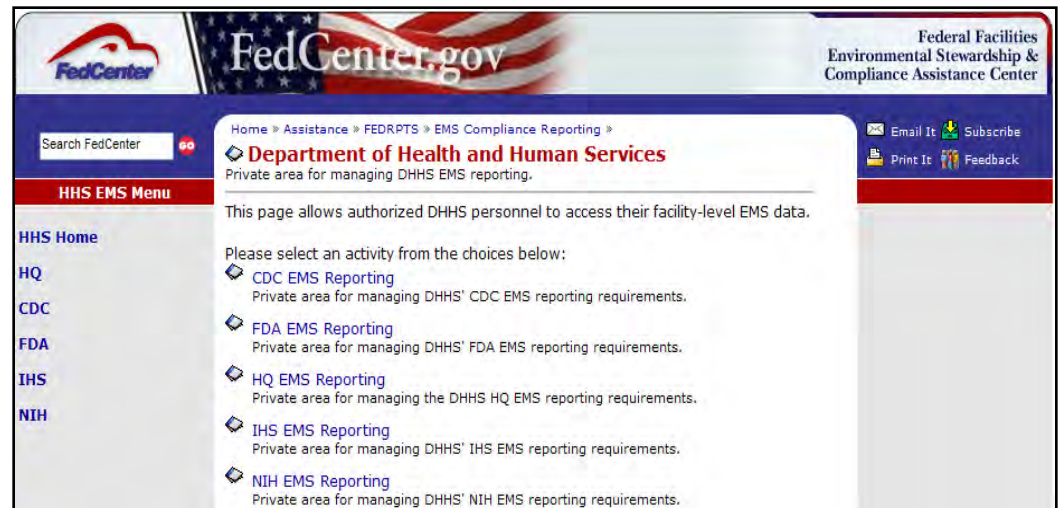 FedCenter
FedCenter.gov
Federal Facilities
Environmental Stewardship &
Compliance Assistance Center
Search FedCenter
GO
Home » Assistance » FEDRPTS » EMS Compliance Reporting »
Department of Health and Human Services
Private area for managing DHHS EMS reporting.
Email It
Subscribe
Print It
Feedback
HHS EMS Menu
HHS Home
HQ
CDC
FDA
IHS
NIH
This page allows authorized DHHS personnel to access their facility-level EMS data.
Please select an activity from the choices below:
CDC EMS Reporting
Private area for managing DHHS' CDC EMS reporting requirements.
FDA EMS Reporting
Private area for managing DHHS' FDA EMS reporting requirements.
HQ EMS Reporting
Private area for managing the DHHS HQ EMS reporting requirements.
IHS EMS Reporting
Private area for managing DHHS' IHS EMS reporting requirements.
NIH EMS Reporting
Private area for managing DHHS' NIH EMS reporting requirements.